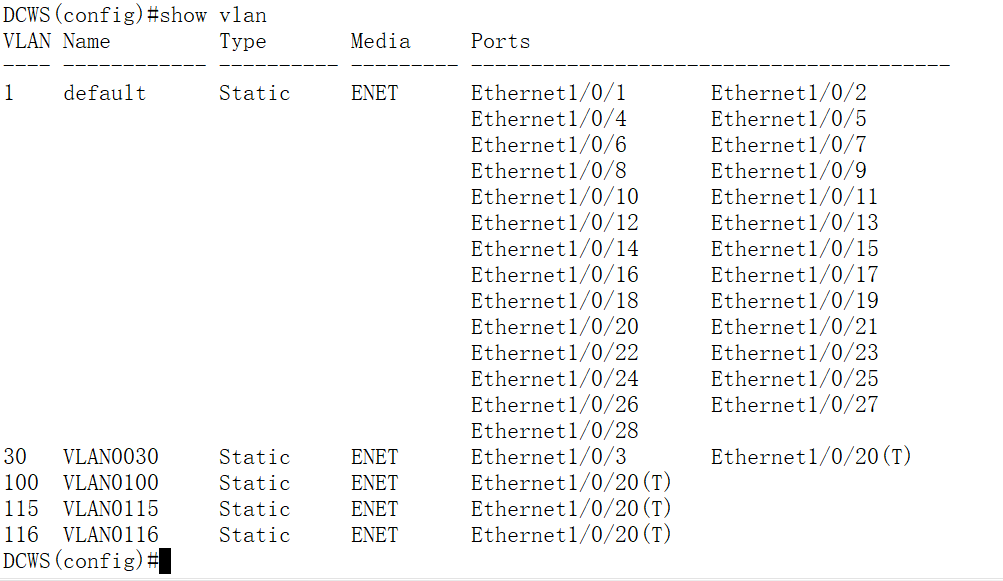 DCWS(config)#show vlan
VLAN Name         Type       Media     Ports
---- ------------ ---------- --------- ----------------------------------------
1    default      Static     ENET      Ethernet1/0/1       Ethernet1/0/2
                                       Ethernet1/0/4       Ethernet1/0/5
                                       Ethernet1/0/6       Ethernet1/0/7
                                       Ethernet1/0/8       Ethernet1/0/9
                                       Ethernet1/0/10      Ethernet1/0/11
                                       Ethernet1/0/12      Ethernet1/0/13
                                       Ethernet1/0/14      Ethernet1/0/15
                                       Ethernet1/0/16      Ethernet1/0/17
                                       Ethernet1/0/18      Ethernet1/0/19
                                       Ethernet1/0/20      Ethernet1/0/21
                                       Ethernet1/0/22      Ethernet1/0/23
                                       Ethernet1/0/24      Ethernet1/0/25
                                       Ethernet1/0/26      Ethernet1/0/27
                                       Ethernet1/0/28
30   VLAN0030     Static     ENET      Ethernet1/0/3       Ethernet1/0/20(T)
100  VLAN0100     Static     ENET      Ethernet1/0/20(T)
115  VLAN0115     Static     ENET      Ethernet1/0/20(T)
116  VLAN0116     Static     ENET      Ethernet1/0/20(T)
DCWS(config)#